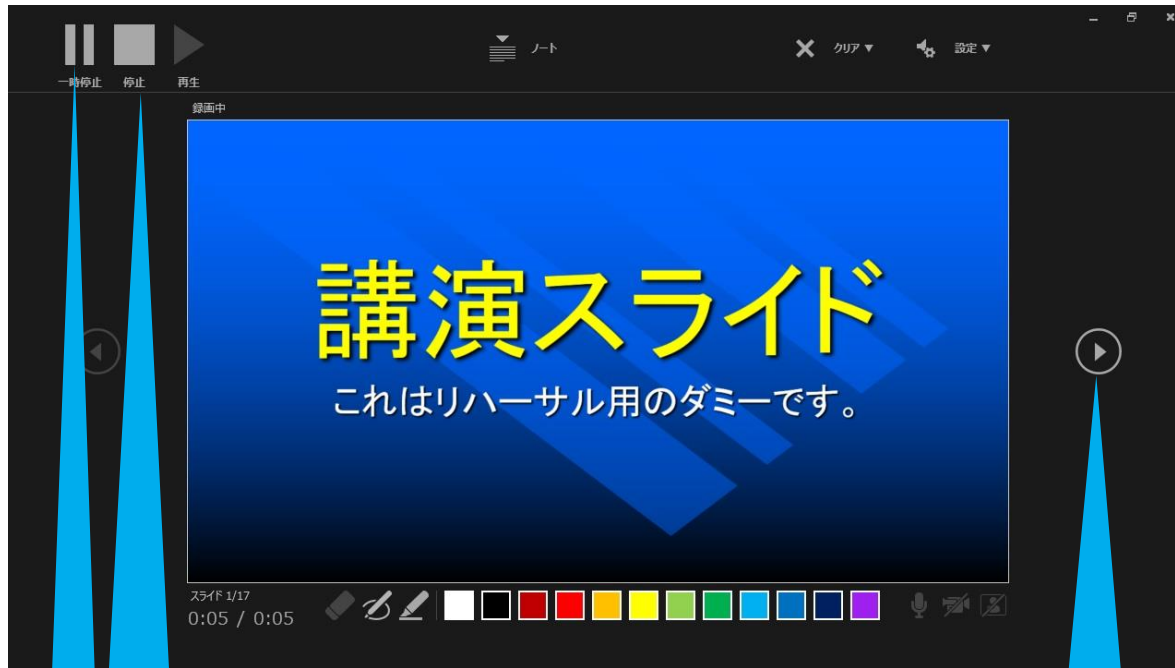 ノート
クリア ▼
設定 ▼
一時停止 停止 再生
録画中
講演スライド
これはリハーサル用のダミーです。
スライド 1/17
0:05 / 0:05